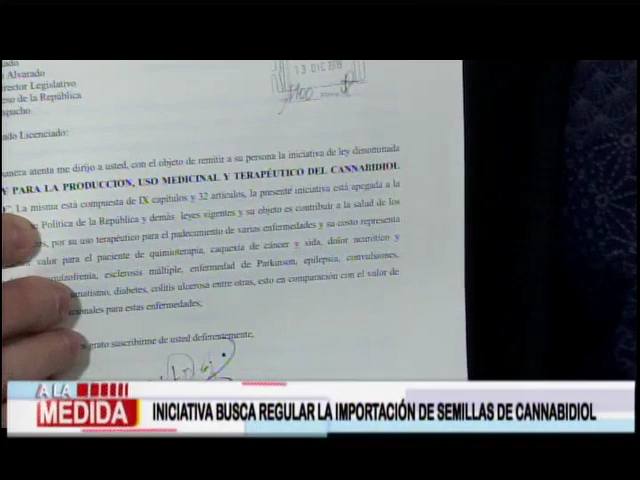 Alvarado
Director Legislativo
de la República
Despacho.
Licenciado:
13 DIC
manera atenta me dirijo a usted, con el objeto de remitir a su persona la iniciativa de ley denominada
Y PARA LA PRODUCCION, USO MEDICINAL Y TERAPÉUTICO DEL CANNABIDIOL
La misma está compuesta de IX capítulos y 32 artículos, la presente iniciativa está apegada a la
Política de la República y demás leyes vigentes y su objeto es contribuir a la salud de los
por su uso terapéutico para el padecimiento de varias enfermedades y su costo representa
valor para el paciente de quimioterapia, caquexia de cáncer y sida, dolor neurótico y
esclerosis múltiple, enfermedad de Parkinson, epilepsia, convulsiones,
diabetes, colitis ulcerosa entre otras, esto en comparación con el valor de
para estas enfermedades;
grato suscribirme de usted deferentemente,
A LA
MEDIDA
INICIATIVA BUSCA REGULAR LA IMPORTACIÓN DE SEMILLAS DE CANNABIDIOL